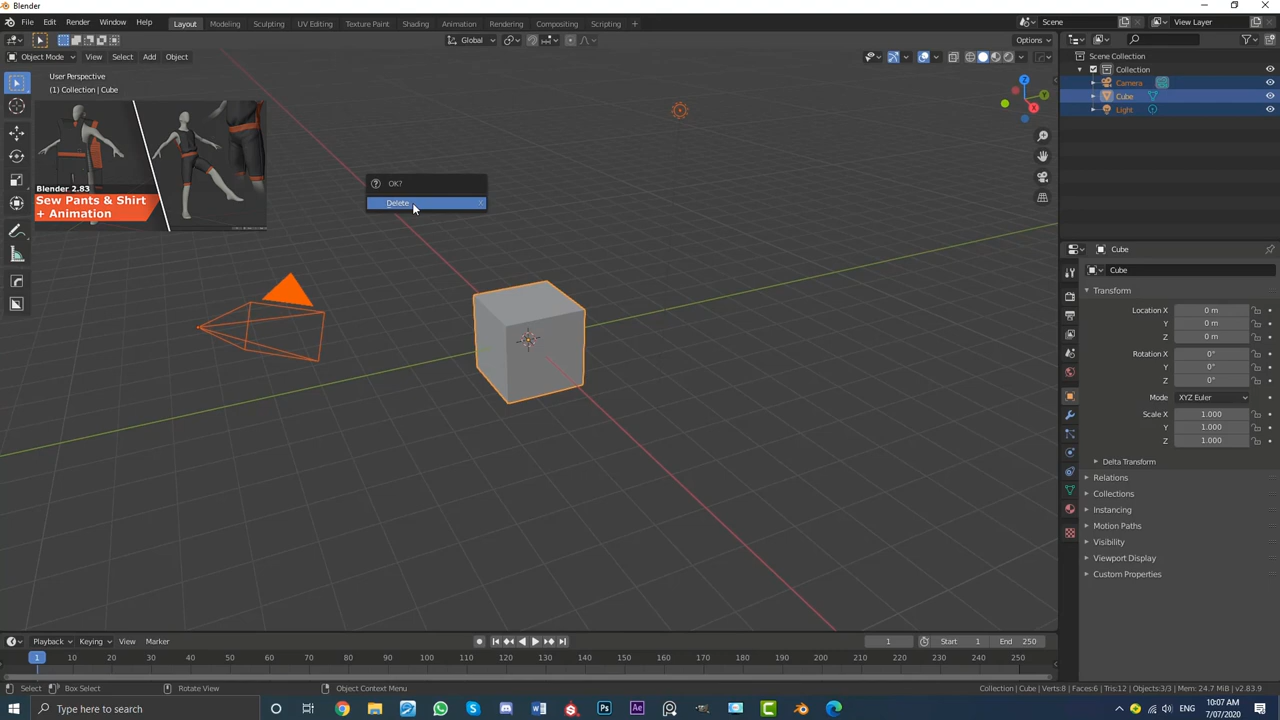 Blender
File Edit Render Window Help Layout Modeling Sculpting UV Editing Texture Paint Shading Animation Rendering Compositing Scripting + Scene View Layer
Global Options
Object Mode View Select Add Object
User Perspective
(1) Collection | Cube
Blender 2.83
Sew Pants & Shirt
+ Animation
OK?
Delete X
Z
Y
X
Scene Collection
Collection
Camera
Cube
Light
Cube
Cube
Transform
Location X 0 m
Y 0 m
Z 0 m
Rotation X 0°
Y 0°
Z 0°
Mode XYZ Euler
Scale X 1.000
Y 1.000
Z 1.000
Delta Transform
Relations
Collections
Instancing
Motion Paths
Visibility
Viewport Display
Custom Properties
Playback Keying View Marker 1 Start 1 End 250
1 10 20 30 40 50 60 70 80 90 100 110 120 130 140 150 160 170 180 190 200 210 220 230 240 250
Select Box Select Rotate View Object Context Menu Collection | Cube | Verts:8 | Faces:6 | Tris:12 | Objects:3/3 | Mem: 24.7 MiB | v2.83.9
Type here to search
10:07 AM
7/07/2020